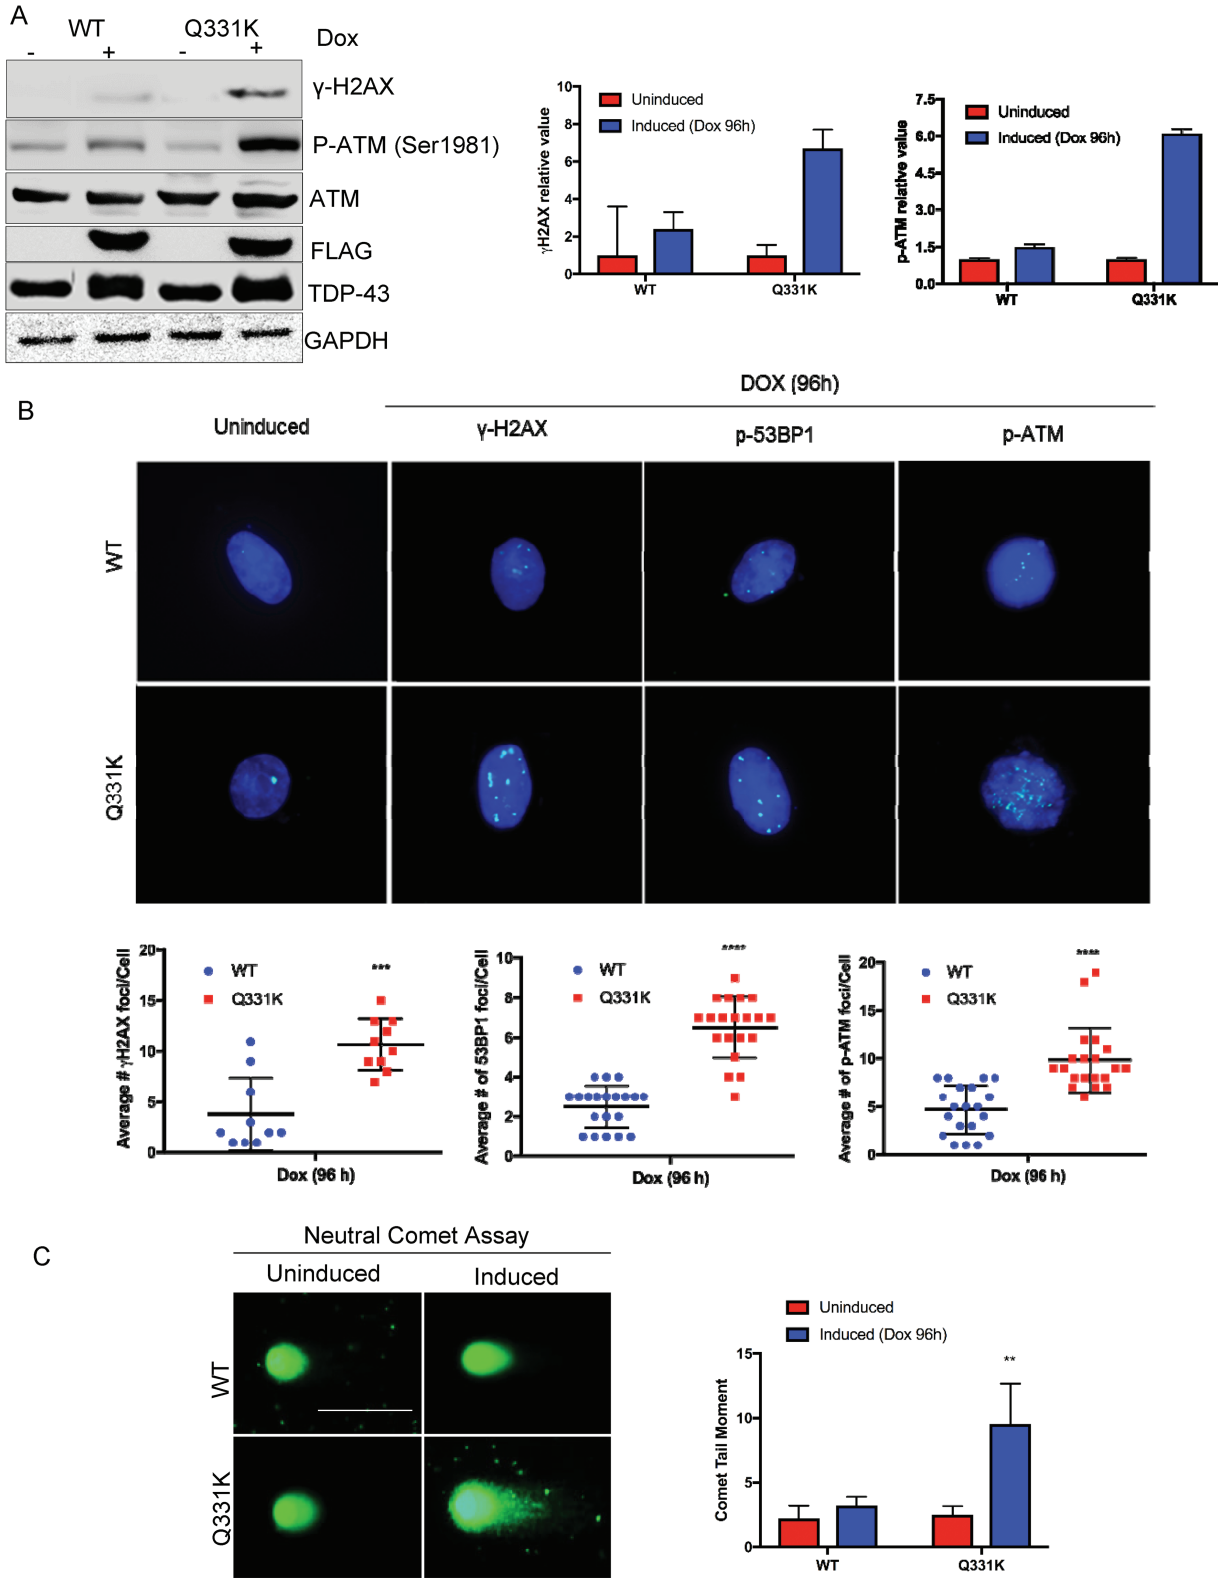 A
WT Q331K
- + - + Dox
γ-H2AX
P-ATM (Ser1981)
ATM
FLAG
TDP-43
GAPDH
γH2AX relative value
10
8
6
4
2
0
Uninduced
Induced (Dox 96h)
WT Q331K
p-ATM relative value
7.5
6.0
4.5
3.0
1.5
0.0
Uninduced
Induced (Dox 96h)
WT Q331K
B
DOX (96h)
Uninduced γ-H2AX p-53BP1 p-ATM
WT
Q331K
Average # γH2AX foci/Cell
20
15
10
5
0
WT
Q331K
***
Dox (96 h)
Average # of 53BP1 foci/Cell
10
8
6
4
2
0
WT
Q331K
****
Dox (96 h)
Average # of p-ATM foci/Cell
20
15
10
5
0
WT
Q331K
****
Dox (96 h)
C
Neutral Comet Assay
Uninduced Induced
WT
Q331K
Uninduced
Induced (Dox 96h)
Comet Tail Moment
15
10
5
0
**
WT Q331K